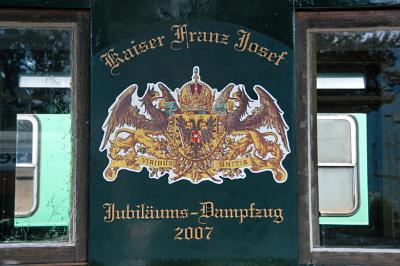 Kaiser Franz Josef
VIRIBUS UNITIS
Jubiläums-Dampfzug
2007